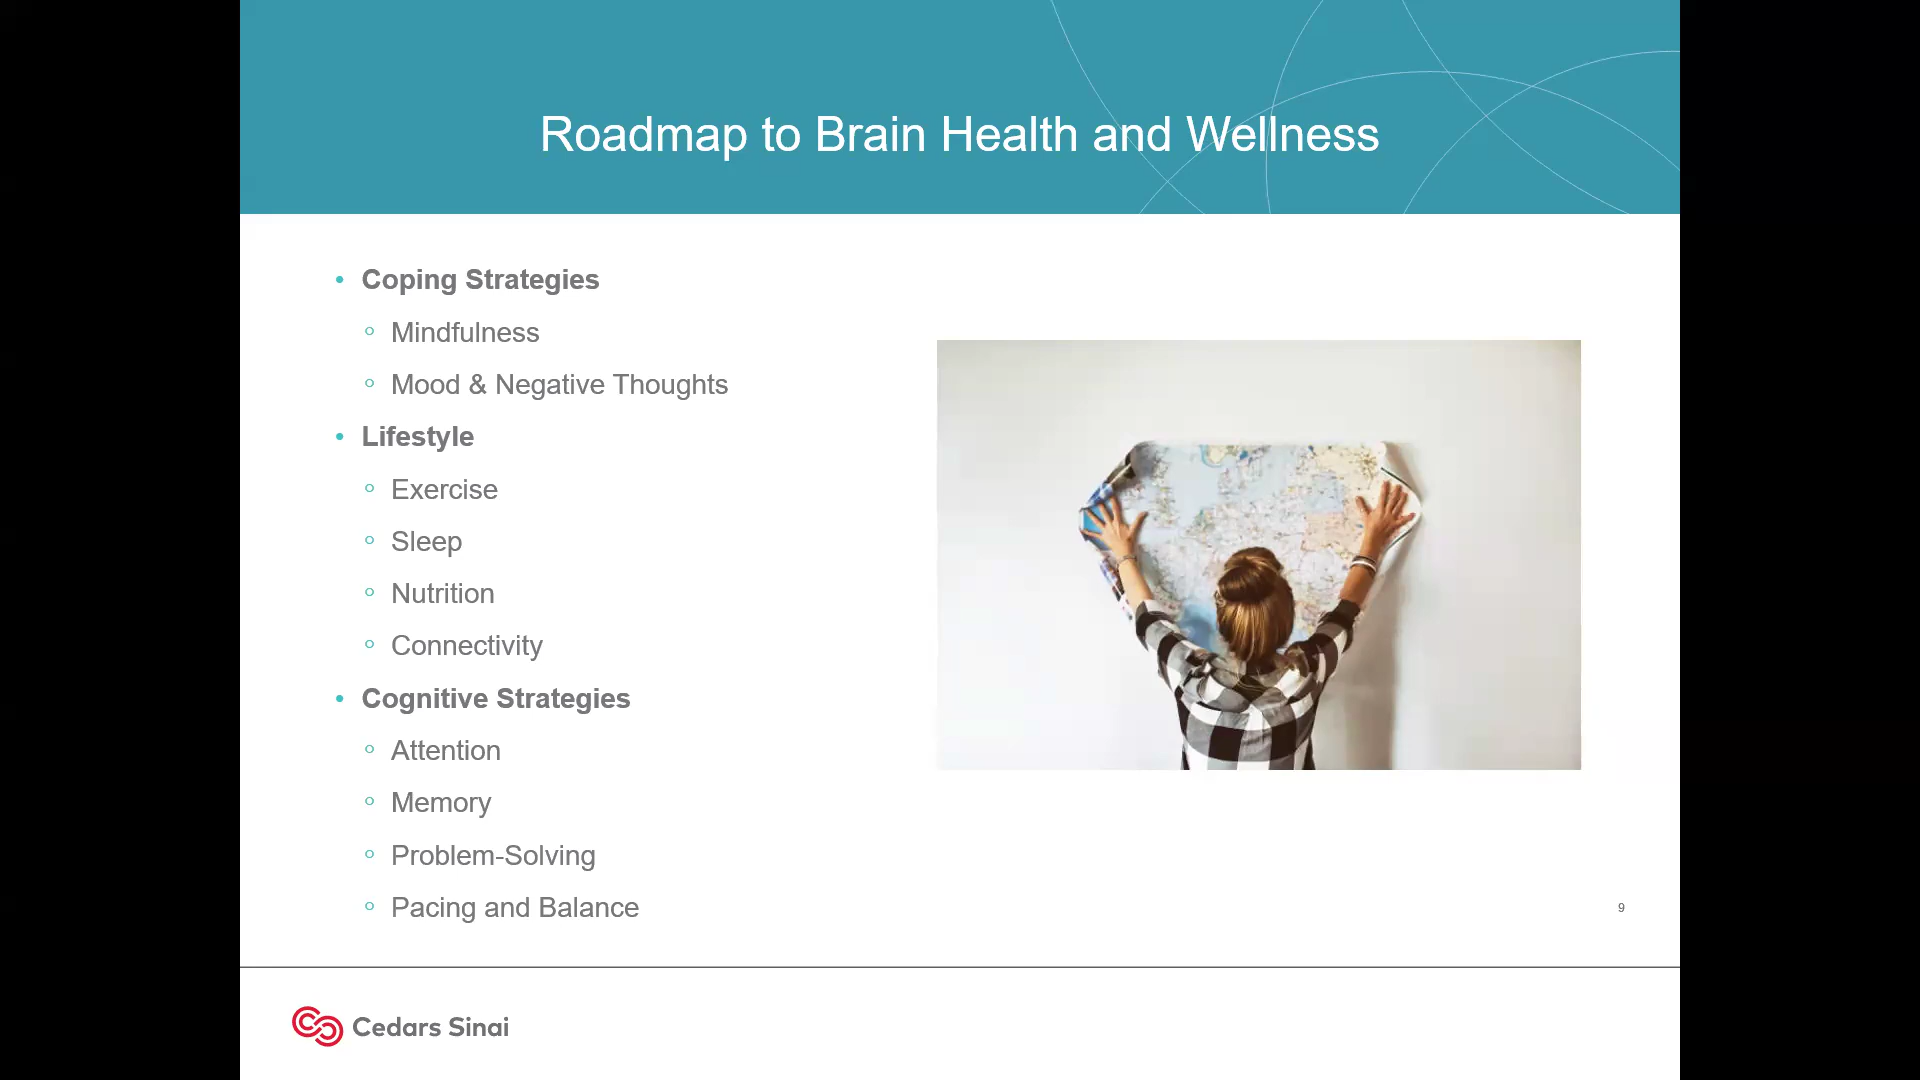 Roadmap to Brain Health and Wellness
• Coping Strategies
○ Mindfulness
○ Mood & Negative Thoughts
• Lifestyle
○ Exercise
○ Sleep
○ Nutrition
○ Connectivity
• Cognitive Strategies
○ Attention
○ Memory
○ Problem-Solving
○ Pacing and Balance
9
Cedars Sinai